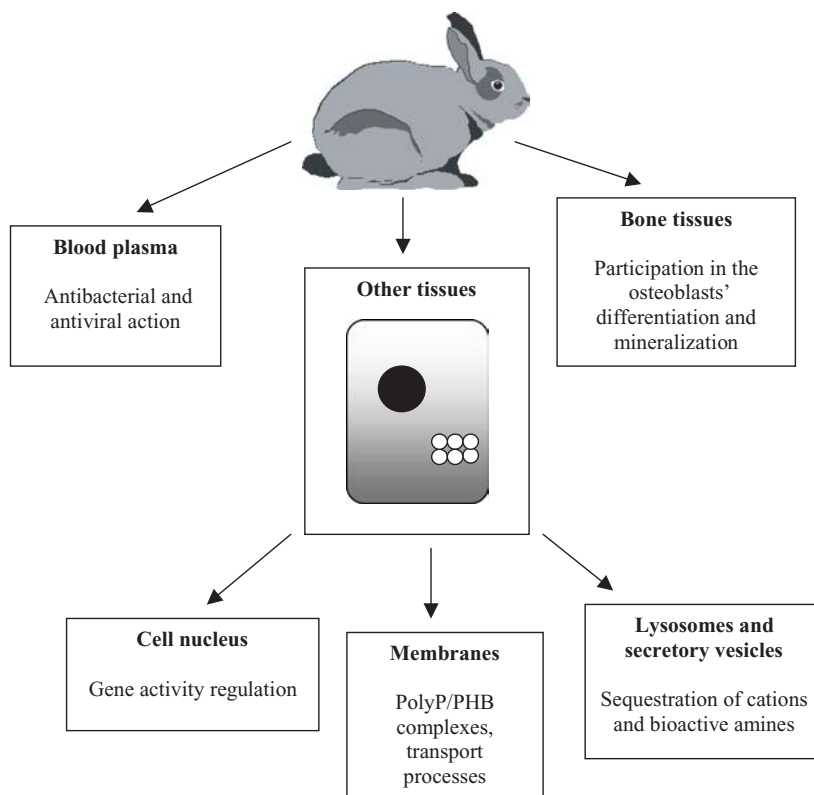 Blood plasma
Antibacterial and
antiviral action
Other tissues
Bone tissues
Participation in the
osteoblasts’
differentiation and
mineralization
Cell nucleus
Gene activity regulation
Membranes
PolyP/PHB
complexes,
transport
processes
Lysosomes and
secretory vesicles
Sequestration of cations
and bioactive amines